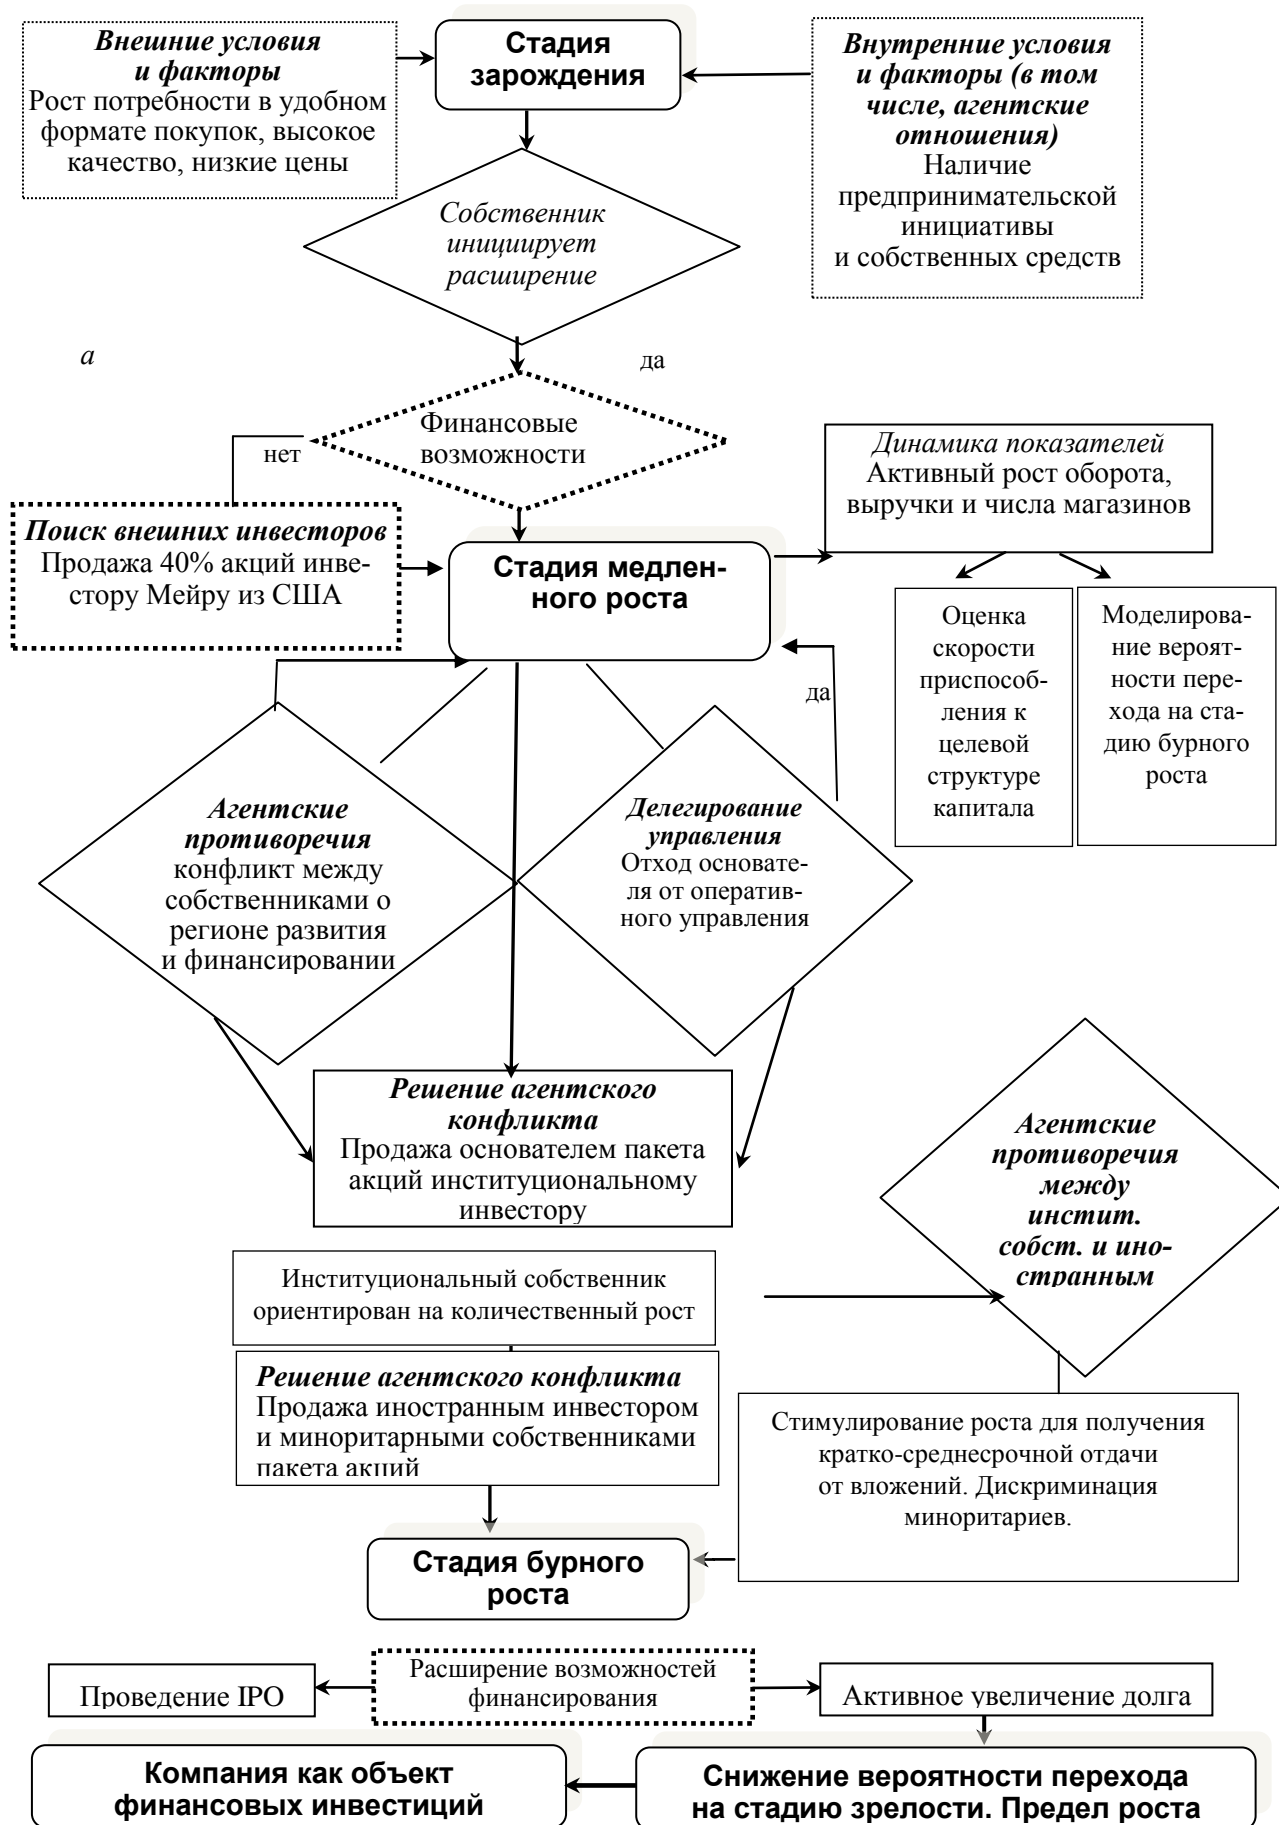 Внешние условия
и факторы
Рост потребности в удобном
формате покупок, высокое
качество, низкие цены
Стадия
зарождения
Внутренние условия
и факторы (в том
числе, агентские
отношения)
Наличие
предпринимательской
инициативы
и собственных средств
Собственник
инициирует
расширение
а
да
Финансовые
возможности
нет
Динамика показателей
Активный рост оборота,
выручки и числа магазинов
Поиск внешних инвесторов
Продажа 40% акций инве-
стору Мейру из США
Стадия медлен-
ного роста
Оценка
скорости
приспособ-
ления к
целевой
структуре
капитала
Моделирова-
ние вероят-
ности пере-
хода на ста-
дию бурного
роста
да
Агентские
противоречия
конфликт между
собственниками о
регионе развития
и финансировании
Делегирование
управления
Отход основате-
ля от оператив-
ного управления
Решение агентского
конфликта
Продажа основателем пакета
акций институциональному
инвестору
Агентские
противоречия
между
инстит.
собст. и ино-
странным
Институциональный собственник
ориентирован на количественный рост
Решение агентского конфликта
Продажа иностранным инвестором
и миноритарными собственниками
пакета акций
Стимулирование роста для получения
кратко-среднесрочной отдачи
от вложений. Дискриминация
миноритариев.
Стадия бурного
роста
Проведение IPO
Расширение возможностей
финансирования
Активное увеличение долга
Компания как объект
финансовых инвестиций
Снижение вероятности перехода
на стадию зрелости. Предел роста